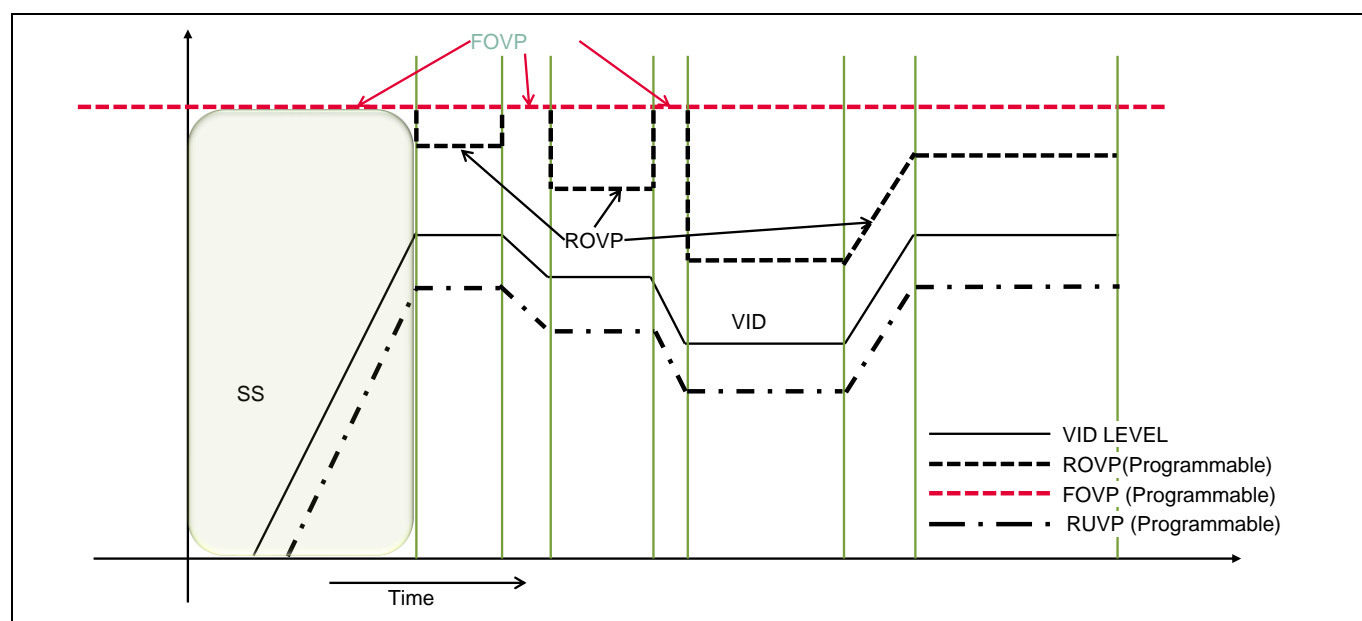 FOVP
ROVP
VID
SS
VID LEVEL
ROVP(Programmable)
FOVP (Programmable)
RUVP (Programmable)
Time